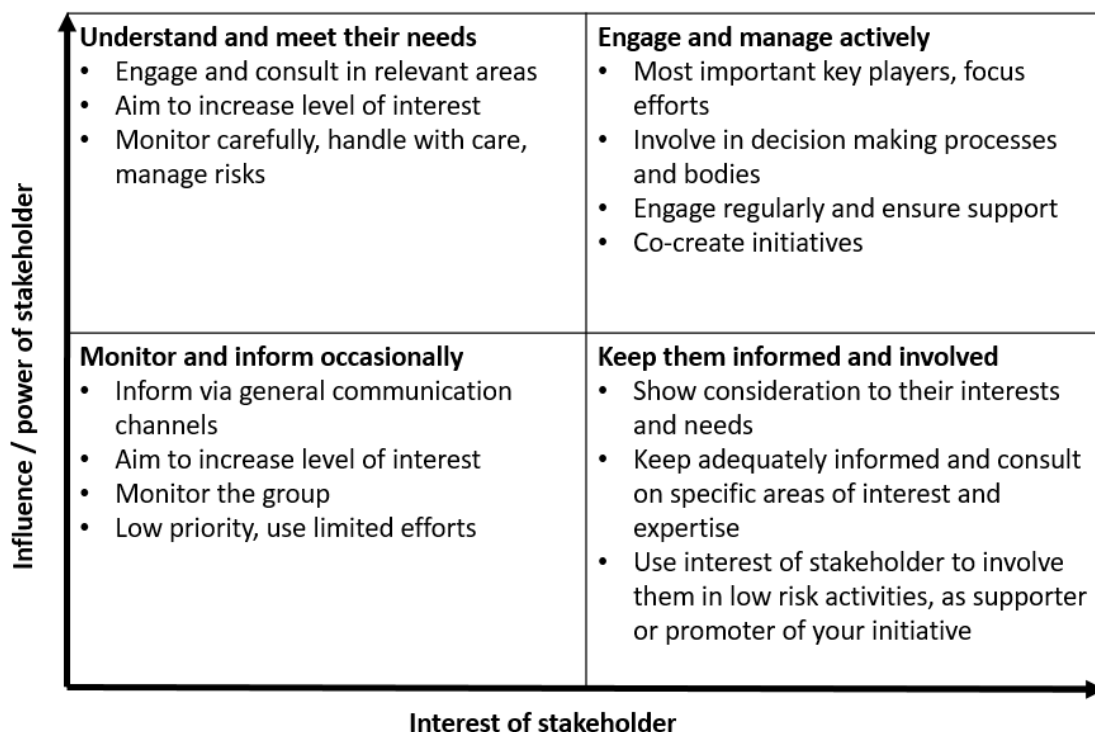 Influence / power of stakeholder
Understand and meet their needs
• Engage and consult in relevant areas
• Aim to increase level of interest
• Monitor carefully, handle with care,
manage risks
Engage and manage actively
• Most important key players, focus
efforts
• Involve in decision making processes
and bodies
• Engage regularly and ensure support
• Co-create initiatives
Monitor and inform occasionally
• Inform via general communication
channels
• Aim to increase level of interest
• Monitor the group
• Low priority, use limited efforts
Keep them informed and involved
• Show consideration to their interests
and needs
• Keep adequately informed and consult
on specific areas of interest and
expertise
• Use interest of stakeholder to involve
them in low risk activities, as supporter
or promoter of your initiative
Interest of stakeholder